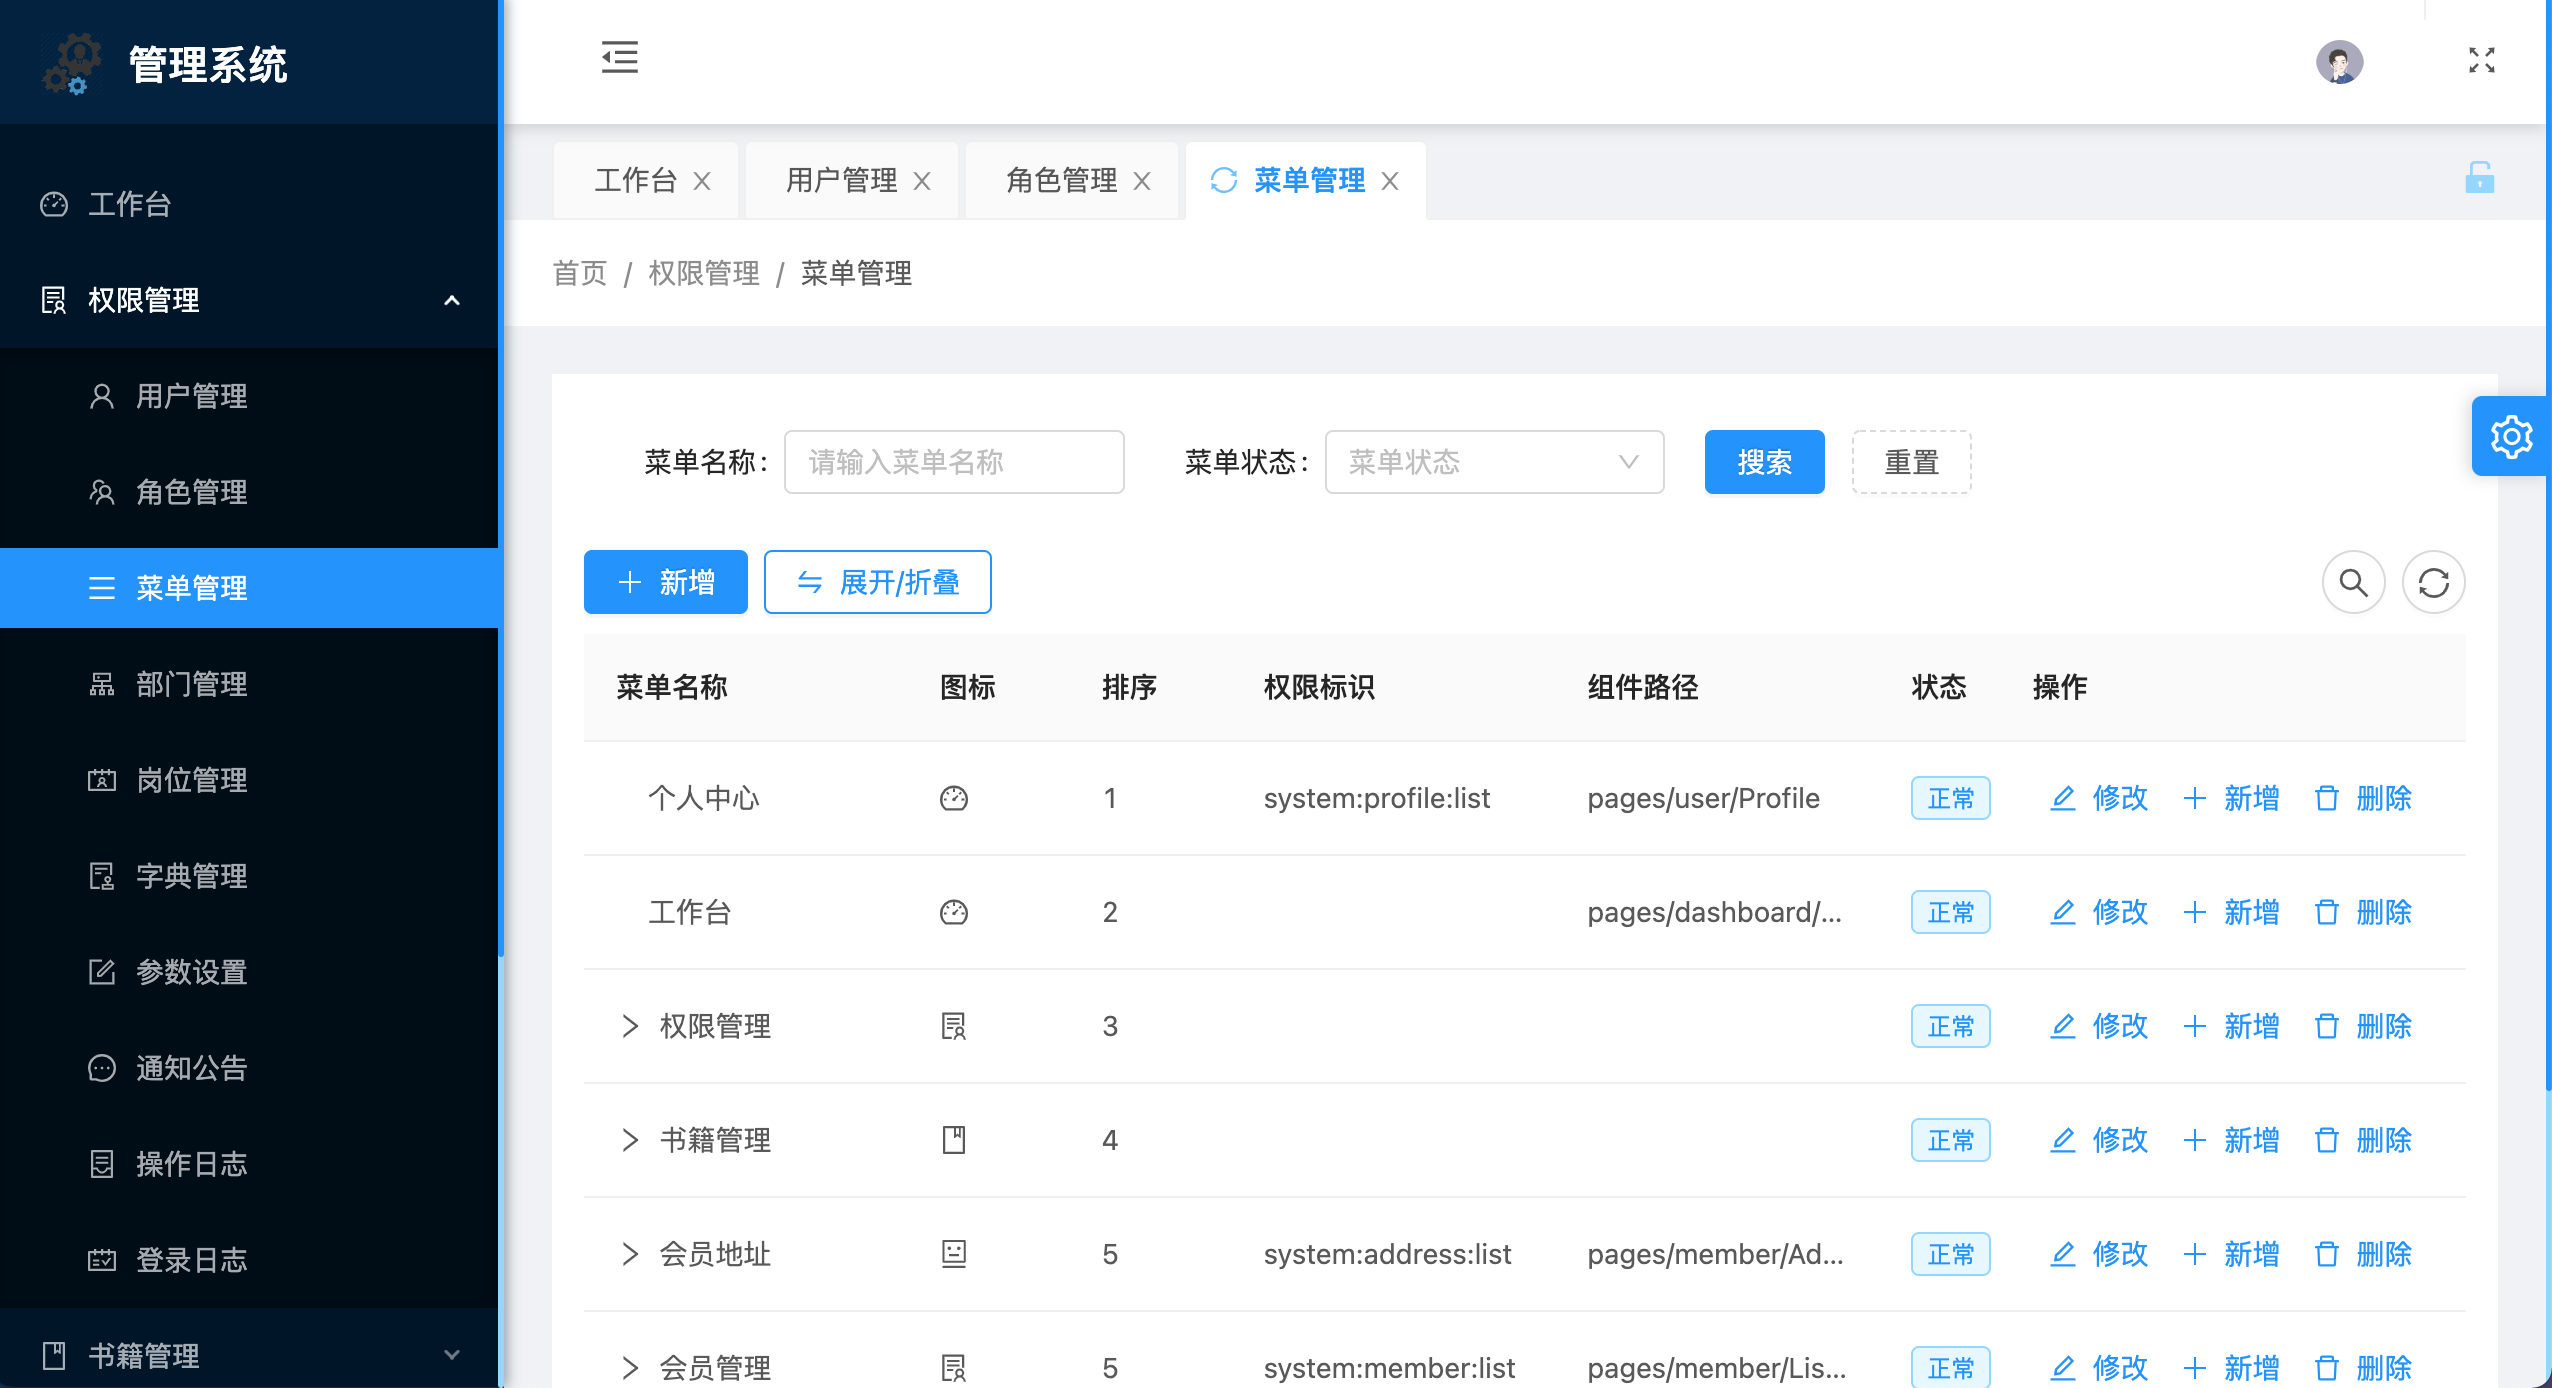 管理系统
工作台
权限管理
用户管理
角色管理
菜单管理
部门管理
岗位管理
字典管理
参数设置
通知公告
操作日志
登录日志
书籍管理
工作台 用户管理 角色管理 菜单管理
首页 / 权限管理 / 菜单管理
菜单名称: 请输入菜单名称 菜单状态: 菜单状态 搜索 重置
新增 展开/折叠
菜单名称 图标 排序 权限标识 组件路径 状态 操作
个人中心 1 system:profile:list pages/user/Profile 正常 修改 新增 删除
工作台 2 pages/dashboard/... 正常 修改 新增 删除
权限管理 3 正常 修改 新增 删除
书籍管理 4 正常 修改 新增 删除
会员地址 5 system:address:list pages/member/Ad... 正常 修改 新增 删除
会员管理 5 system:member:list pages/member/Lis... 正常 修改 新增 删除